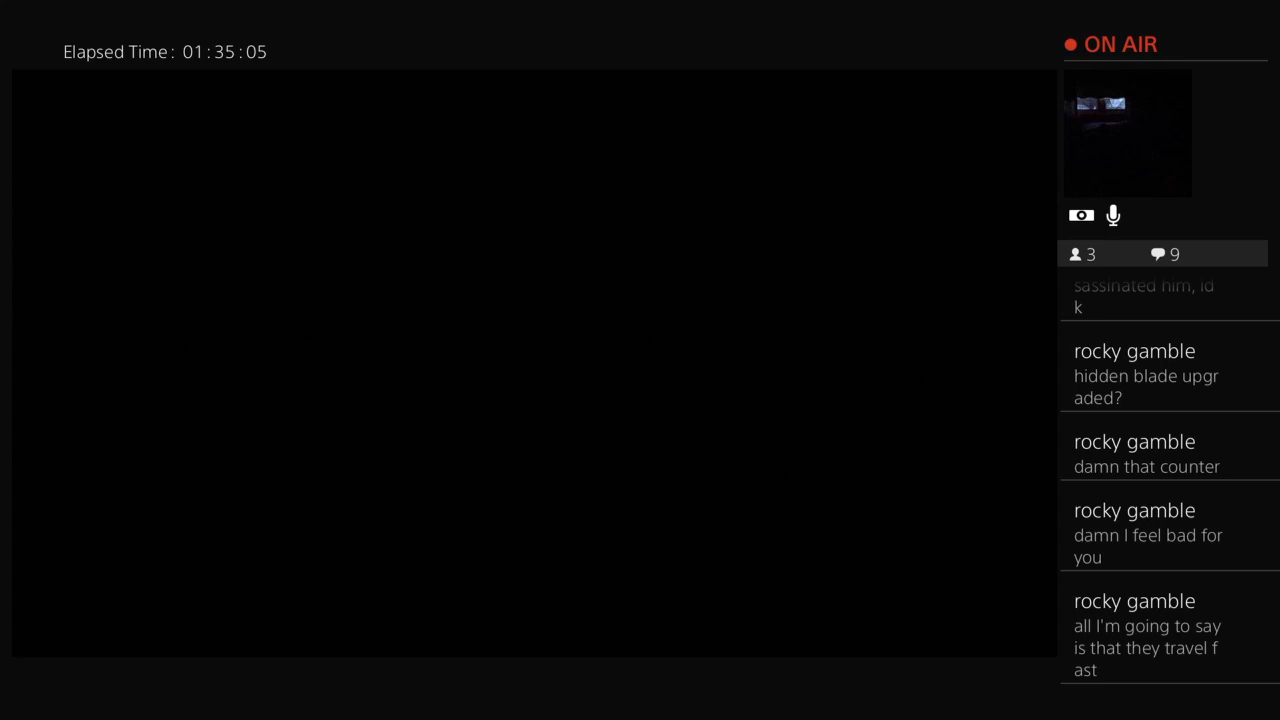 Elapsed Time: 01:35:05
ON AIR
3
9
sassinated him, id
k
rocky gamble
hidden blade upgr
aded?
rocky gamble
damn that counter
rocky gamble
damn I feel bad for
you
rocky gamble
all I'm going to say
is that they travel f
ast